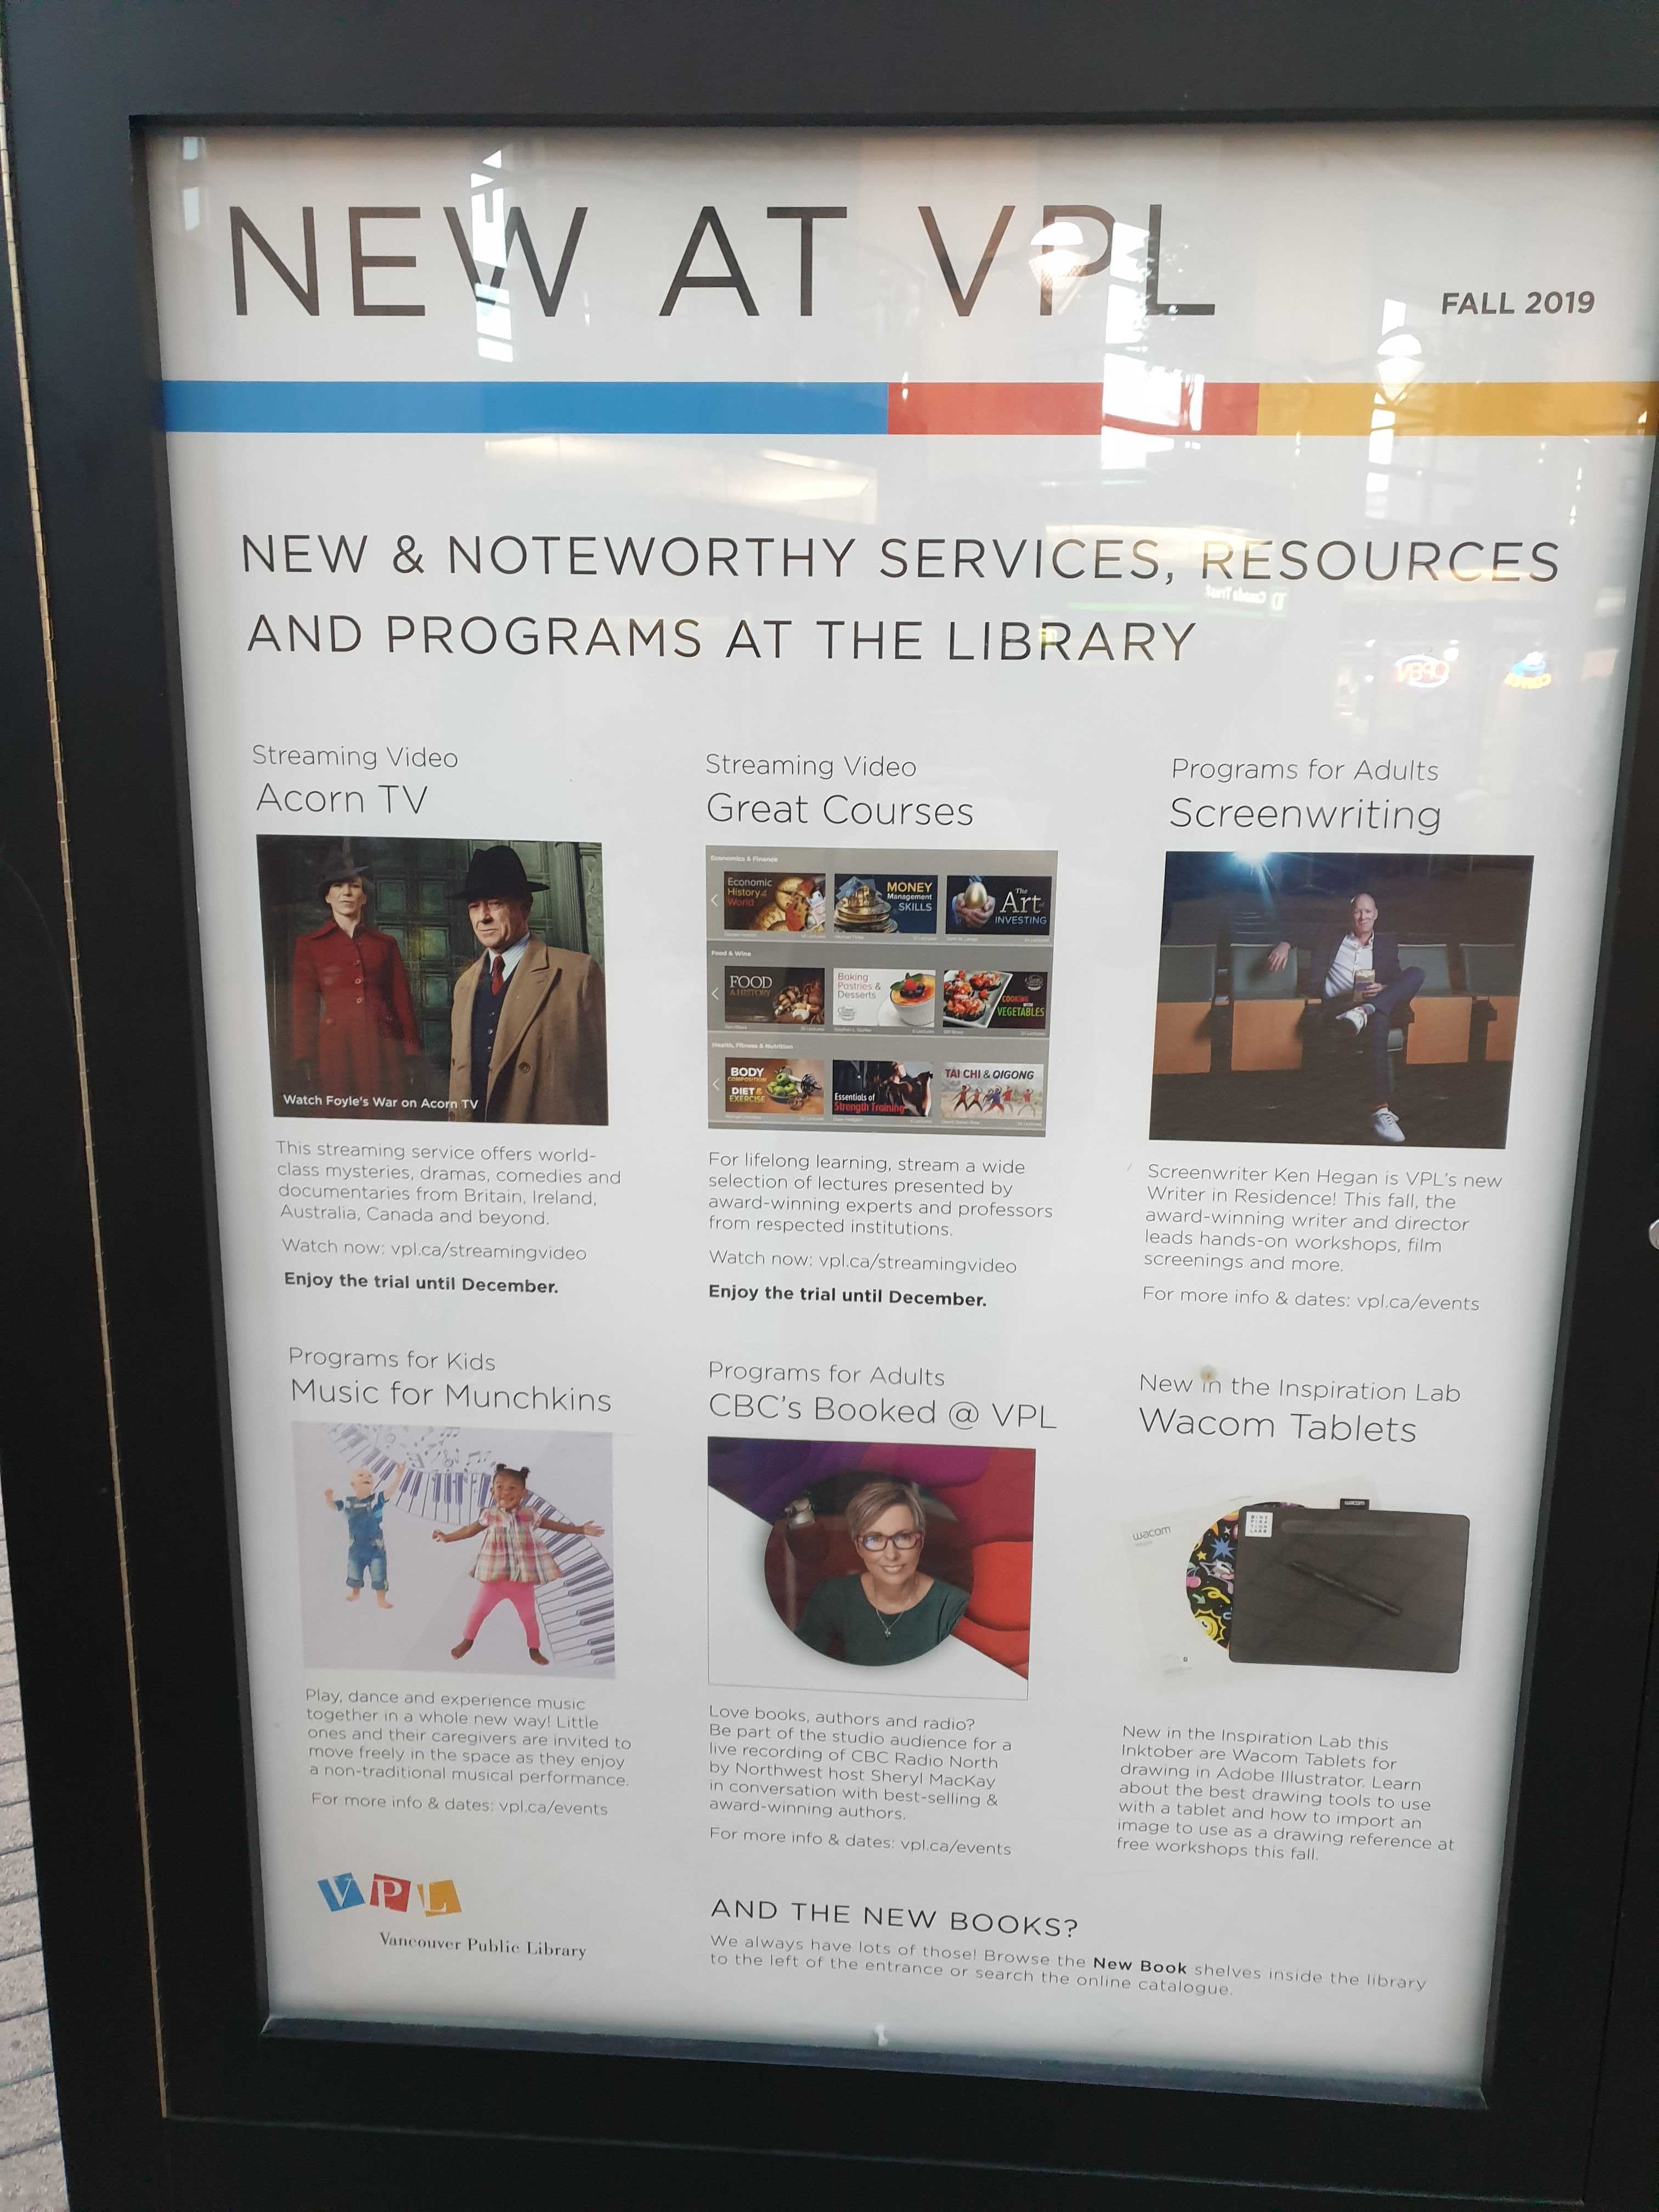 NEW AT VPL
FALL 2019
NEW & NOTEWORTHY SERVICES, RESOURCES
AND PROGRAMS AT THE LIBRARY
Streaming Video
Acorn TV
Watch Foyle's War on Acorn TV
This streaming service offers world-
class mysteries, dramas, comedies and
documentaries from Britain, Ireland,
Australia, Canada and beyond.
Watch now: vpl.ca/streamingvideo
Enjoy the trial until December.
Streaming Video
Great Courses
Economics & Finance
Economic
History of
World
MONEY
Management
SKILLS
The
Art of
INVESTING
Food & Wine
FOOD
A HISTORY
Baking
Pastries &
Desserts
COOKING
WITH
VEGETABLES
Health, Fitness & Nutrition
BODY
COMPOSITION
DIET &
EXERCISE
Essentials of
Strength Training
TAI CHI & QIGONG
For lifelong learning, stream a wide
selection of lectures presented by
award-winning experts and professors
from respected institutions.
Watch now: vpl.ca/streamingvideo
Enjoy the trial until December.
Programs for Adults
Screenwriting
Screenwriter Ken Hegan is VPL's new
Writer in Residence! This fall, the
award-winning writer and director
leads hands-on workshops, film
screenings and more.
For more info & dates: vpl.ca/events
Programs for Kids
Music for Munchkins
Play, dance and experience music
together in a whole new way! Little
ones and their caregivers are invited to
move freely in the space as they enjoy
a non-traditional musical performance.
For more info & dates: vpl.ca/events
Programs for Adults
CBC's Booked @ VPL
Love books, authors and radio?
Be part of the studio audience for a
live recording of CBC Radio North
by Northwest host Sheryl MacKay
in conversation with best-selling &
award-winning authors.
For more info & dates: vpl.ca/events
New in the Inspiration Lab
Wacom Tablets
wacom
wacom
New in the Inspiration Lab this
Inktober are Wacom Tablets for
drawing in Adobe Illustrator. Learn
about the best drawing tools to use
with a tablet and how to import an
image to use as a drawing reference at
free workshops this fall.
VPL
Vancouver Public Library
AND THE NEW BOOKS?
We always have lots of those! Browse the New Book shelves inside the library
to the left of the entrance or search the online catalogue.